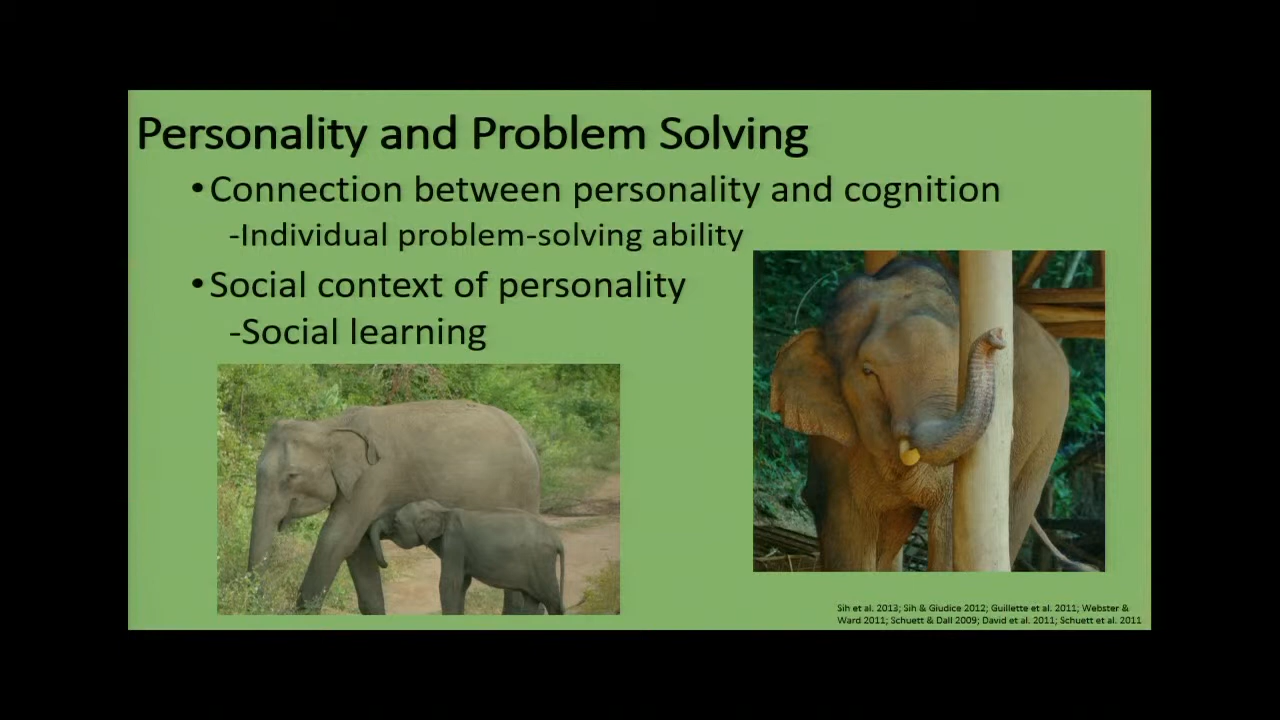 Personality and Problem Solving
•Connection between personality and cognition
-Individual problem-solving ability
•Social context of personality
-Social learning
Sih et al. 2013; Sih & Giudice 2012; Guillette et al. 2011; Webster &
Ward 2011; Schuett & Dall 2009; David et al. 2011; Schuett et al. 2011